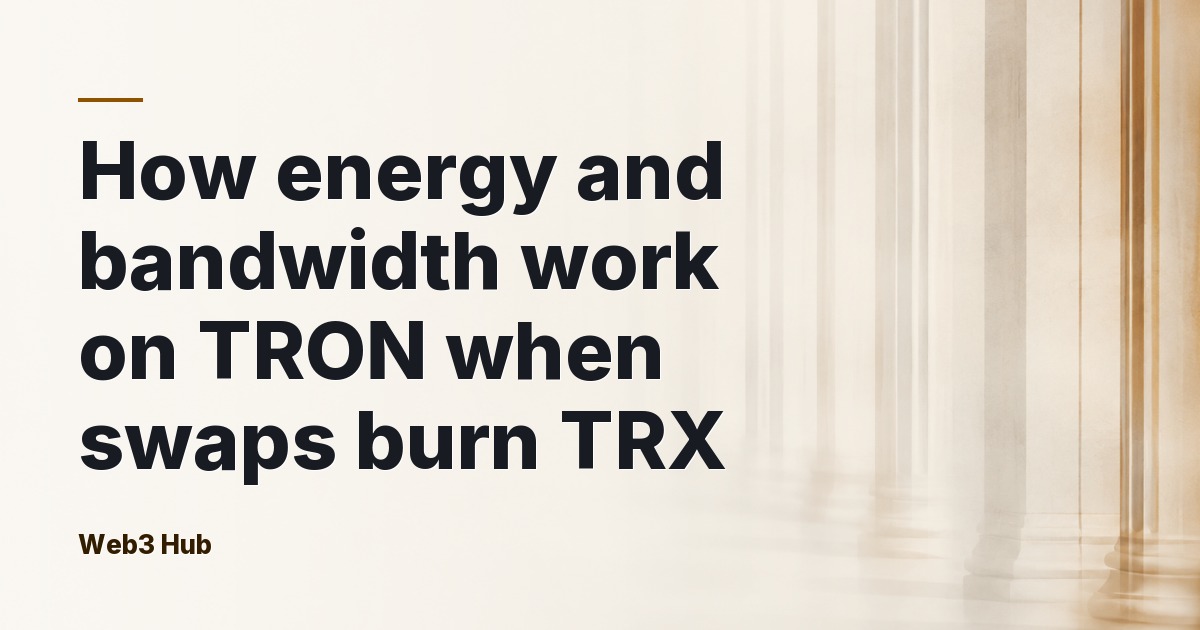 How energy and
bandwidth work
on TRON when
swaps burn TRX
Web3 Hub